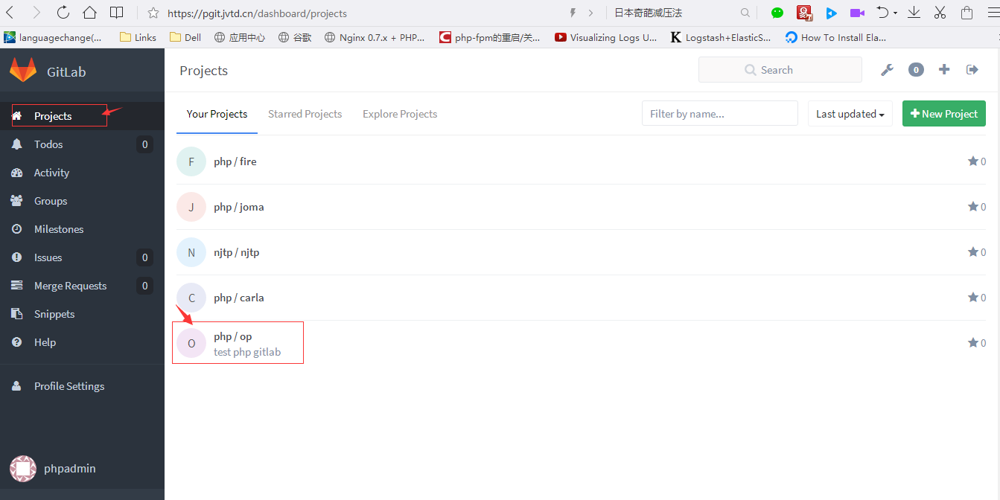 https://pgit.jvtd.cn/dashboard/projects
日本奇葩减压法
languagechange(...
Links
Dell
应用中心
谷歌
Nginx 0.7.x + PHP...
php-fpm的重启/关...
Visualizing Logs U...
Logstash+ElasticS...
How To Install Ela...
GitLab
Projects
Search
0
Projects
Todos 0
Activity
Groups
Milestones
Issues 0
Merge Requests 0
Snippets
Help
Profile Settings
phpadmin
Your Projects
Starred Projects
Explore Projects
Filter by name...
Last updated
New Project
F php / fire 0
J php / joma 0
N njtp / njtp 0
C php / carla 0
O php / op 0
test php gitlab